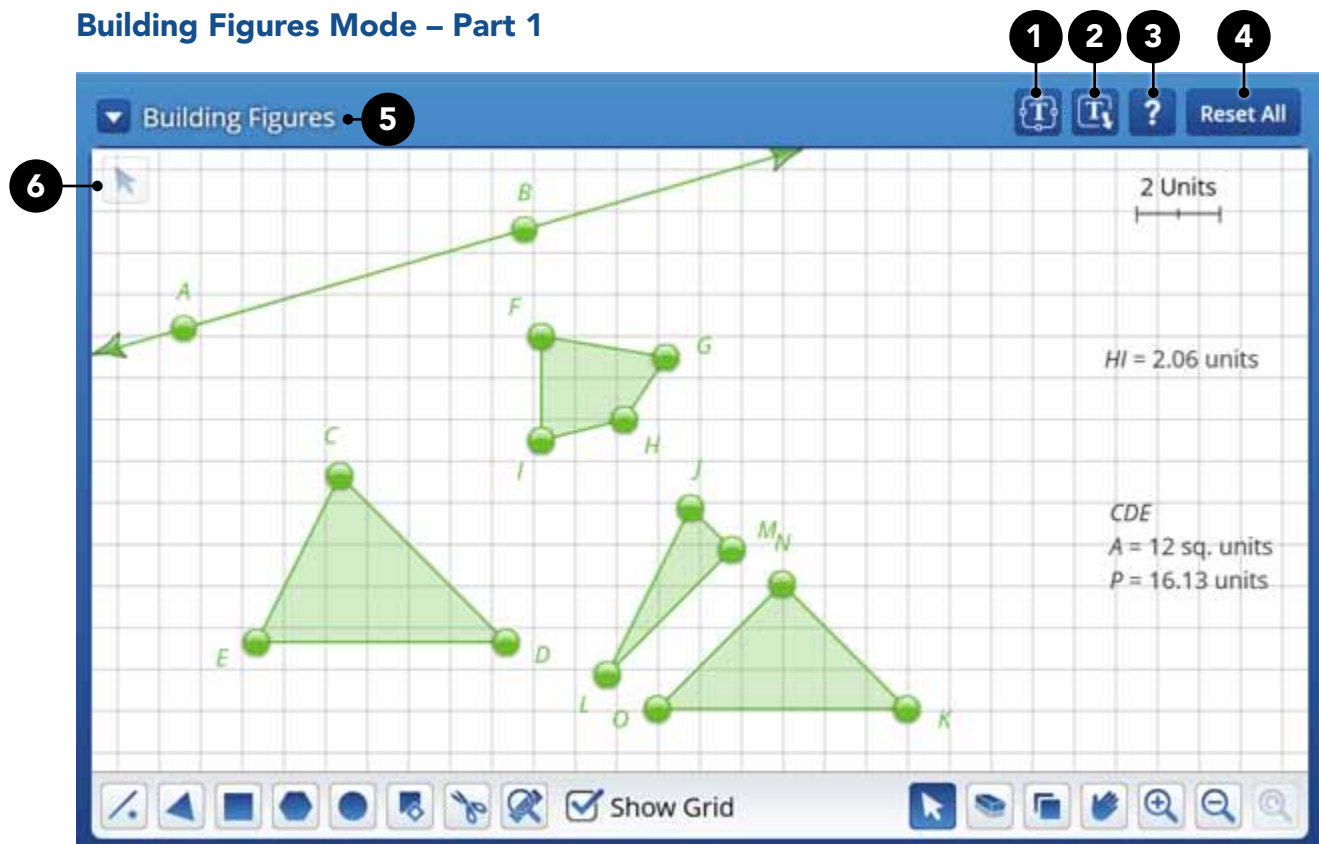 Building Figures Mode – Part 1
1 2 3 4
Building Figures 5
T T ? Reset All
6
2 Units
B
A
F
G
HI = 2.06 units
C
H
I
J
CDE
M N
A = 12 sq. units
P = 16.13 units
E
D
L
O
K
Show Grid